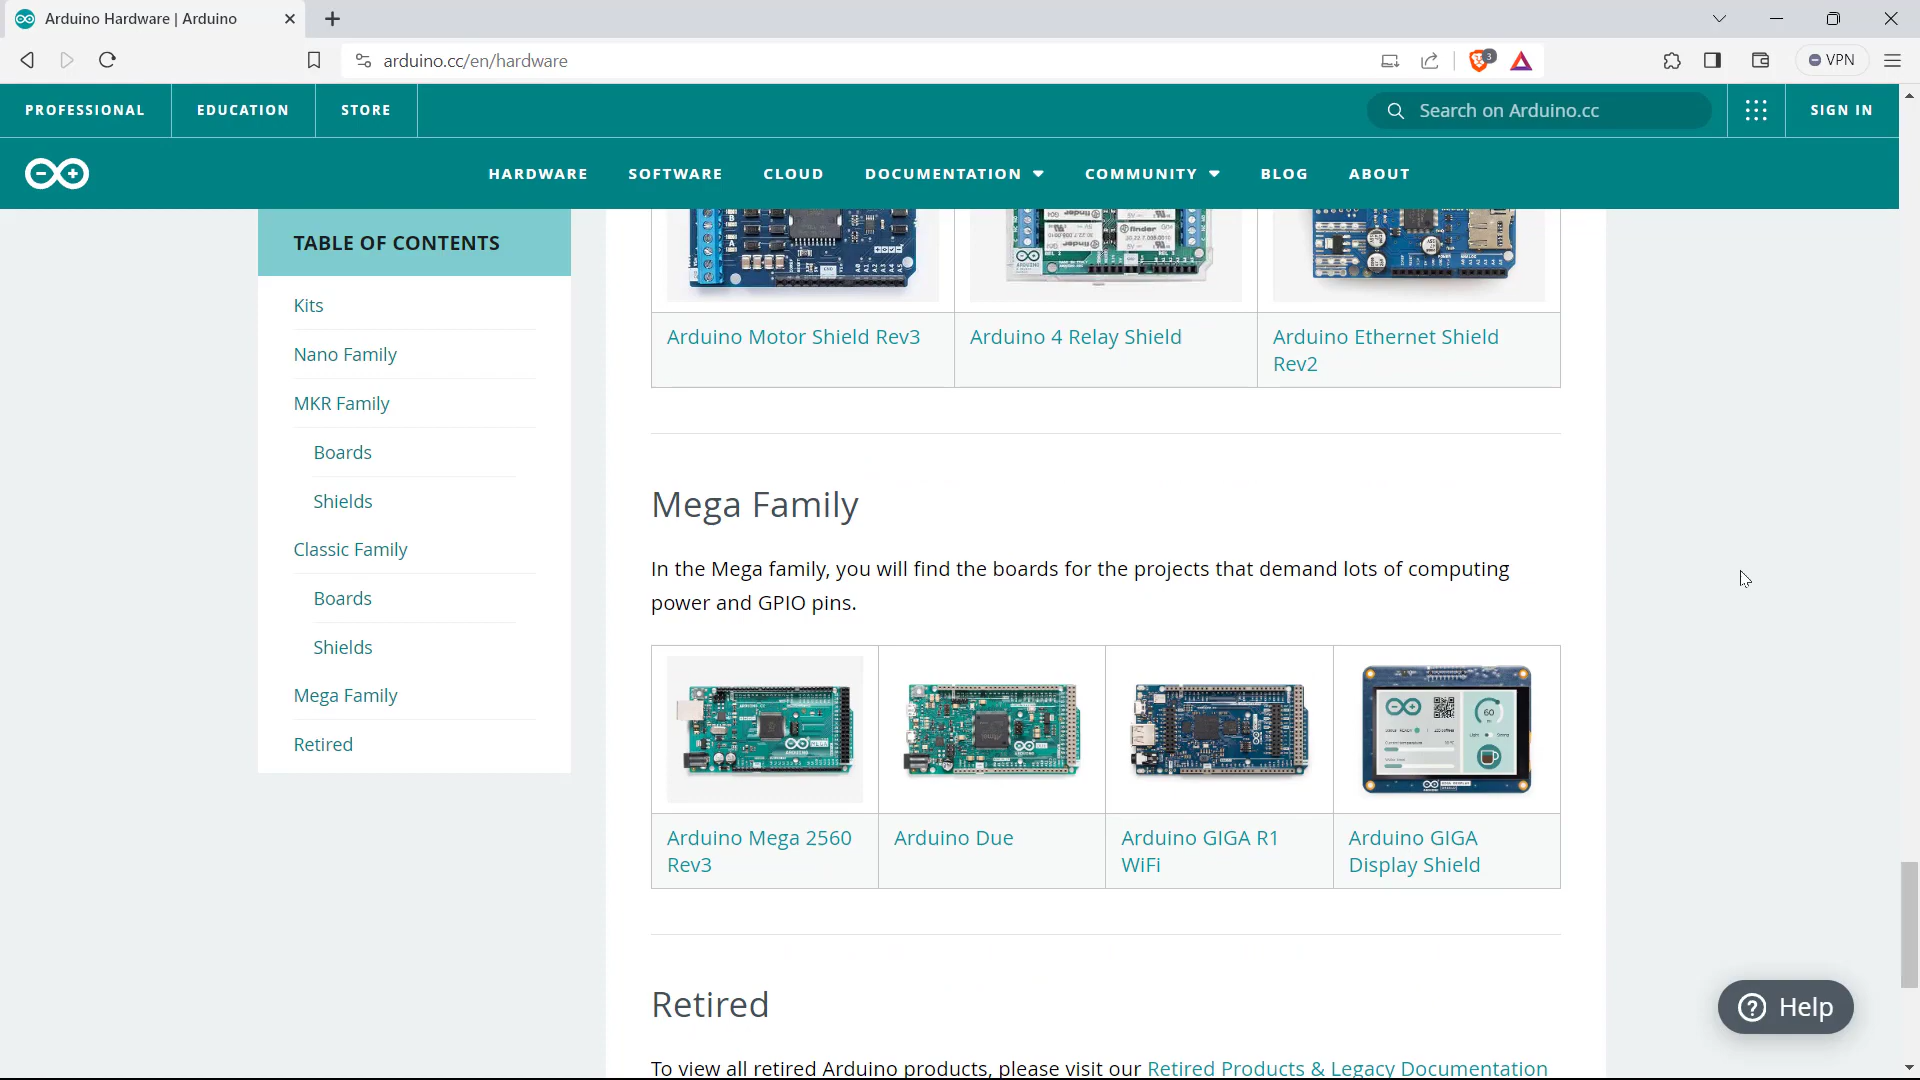 Arduino Hardware | Arduino
arduino.cc/en/hardware
3
VPN
PROFESSIONAL
EDUCATION
STORE
Search on Arduino.cc
SIGN IN
HARDWARE
SOFTWARE
CLOUD
DOCUMENTATION
COMMUNITY
BLOG
ABOUT
TABLE OF CONTENTS
Kits
Nano Family
MKR Family
Boards
Shields
Classic Family
Boards
Shields
Mega Family
Retired
Arduino Motor Shield Rev3
Arduino 4 Relay Shield
Arduino Ethernet Shield
Rev2
Mega Family
In the Mega family, you will find the boards for the projects that demand lots of computing
power and GPIO pins.
Arduino Mega 2560
Rev3
Arduino Due
Arduino GIGA R1
WiFi
Arduino GIGA
Display Shield
Retired
To view all retired Arduino products, please visit our Retired Products & Legacy Documentation
Help